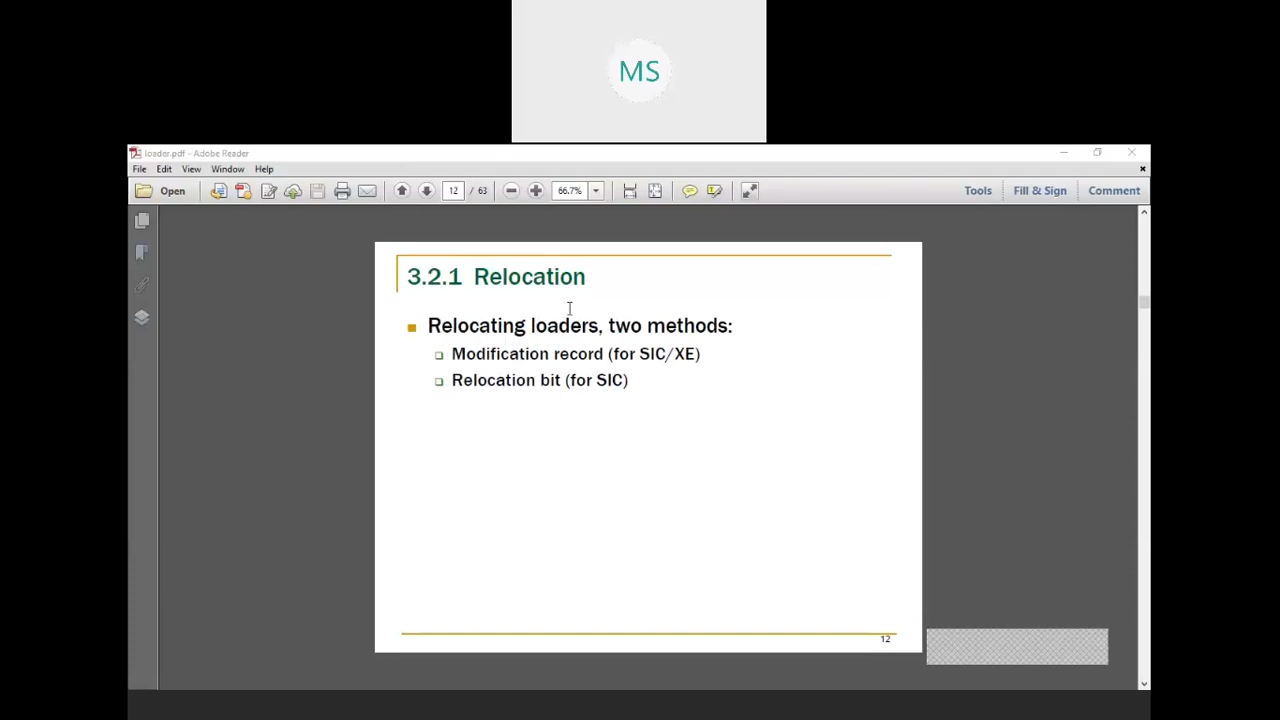 MS
loader.pdf - Adobe Reader
File Edit View Window Help
Open 12 / 63 66.7% Tools Fill & Sign Comment
3.2.1 Relocation
Relocating loaders, two methods:
Modification record (for SIC/XE)
Relocation bit (for SIC)
12